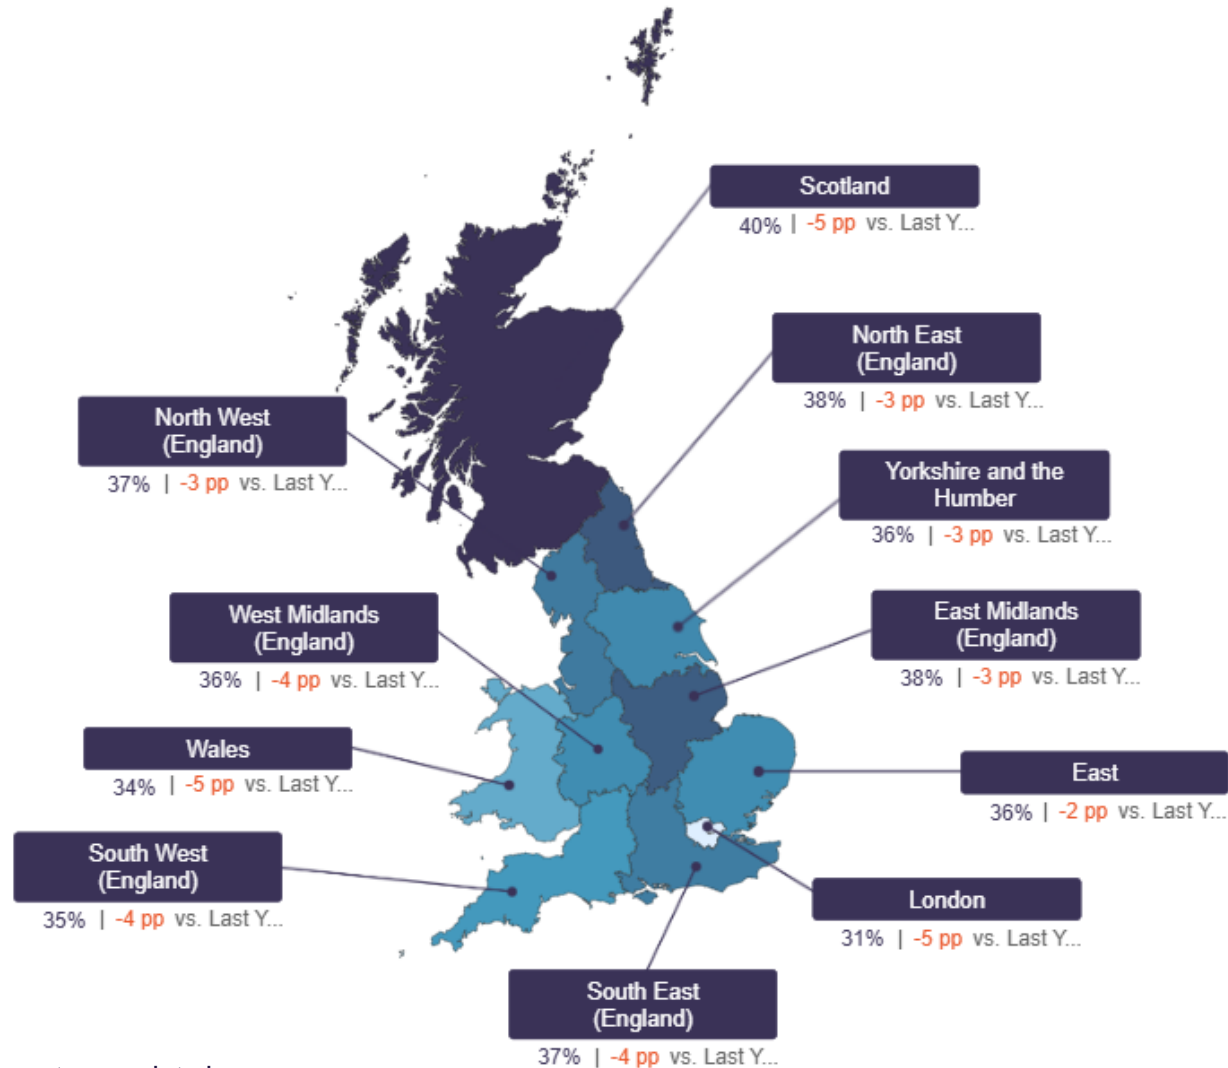 Scotland
40% | -5 pp vs. Last Y...
North East
(England)
38% | -3 pp vs. Last Y...
North West
(England)
37% | -3 pp vs. Last Y...
Yorkshire and the
Humber
36% | -3 pp vs. Last Y...
West Midlands
(England)
36% | -4 pp vs. Last Y...
East Midlands
(England)
38% | -3 pp vs. Last Y...
Wales
34% | -5 pp vs. Last Y...
East
36% | -2 pp vs. Last Y...
South West
(England)
35% | -4 pp vs. Last Y...
London
31% | -5 pp vs. Last Y...
South East
(England)
37% | -4 pp vs. Last Y...